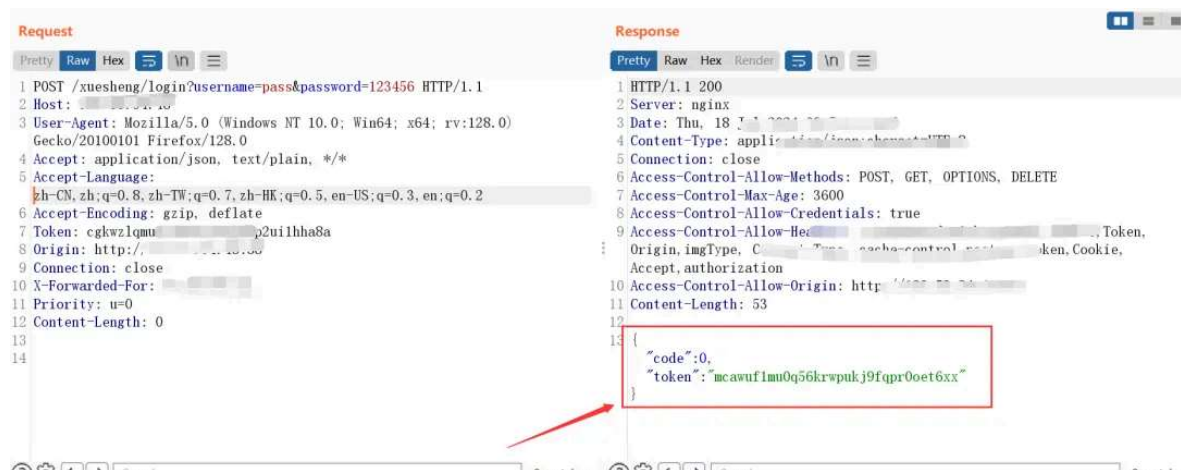 Request
Pretty Raw Hex \n
1 POST /xuesheng/login?username=pass&password=123456 HTTP/1.1
2 Host:
3 User-Agent: Mozilla/5.0 (Windows NT 10.0; Win64; x64; rv:128.0)
Gecko/20100101 Firefox/128.0
4 Accept: application/json, text/plain, */*
5 Accept-Language:
zh-CN,zh;q=0.8,zh-TW;q=0.7,zh-HK;q=0.5,en-US;q=0.3,en;q=0.2
6 Accept-Encoding: gzip, deflate
7 Token: cgkwzlqmu p2ui1hha8a
8 Origin: http:/
9 Connection: close
10 X-Forwarded-For:
11 Priority: u=0
12 Content-Length: 0
13
14
Response
Pretty Raw Hex Render \n
1 HTTP/1.1 200
2 Server: nginx
3 Date: Thu, 18
4 Content-Type:
5 Connection: close
6 Access-Control-Allow-Methods: POST, GET, OPTIONS, DELETE
7 Access-Control-Max-Age: 3600
8 Access-Control-Allow-Credentials: true
9 ,Token,
Origin,imgType, Cookie,
Accept,authorization
10 Access-Control-Allow-Origin: http
11 Content-Length: 53
12
13 {
"code":0,
"token":"mcawuf1mu0q56krwpukj9fqpr0oet6xx"
}